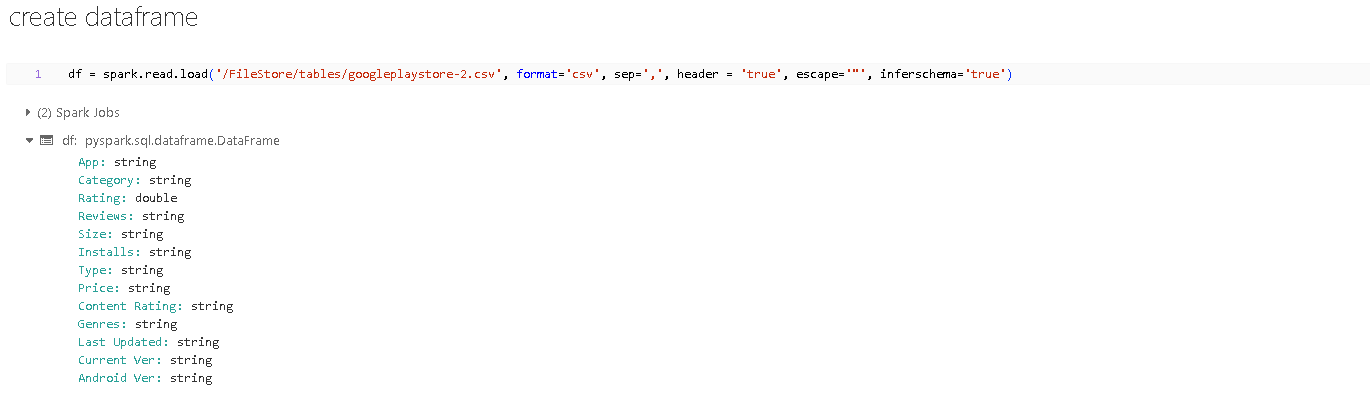 create dataframe
1 df = spark.read.load('/FileStore/tables/googleplaystore-2.csv', format='csv', sep=',', header = 'true', escape='"', inferschema='true')
(2) Spark Jobs
df: pyspark.sql.dataframe.DataFrame
App: string
Category: string
Rating: double
Reviews: string
Size: string
Installs: string
Type: string
Price: string
Content Rating: string
Genres: string
Last Updated: string
Current Ver: string
Android Ver: string